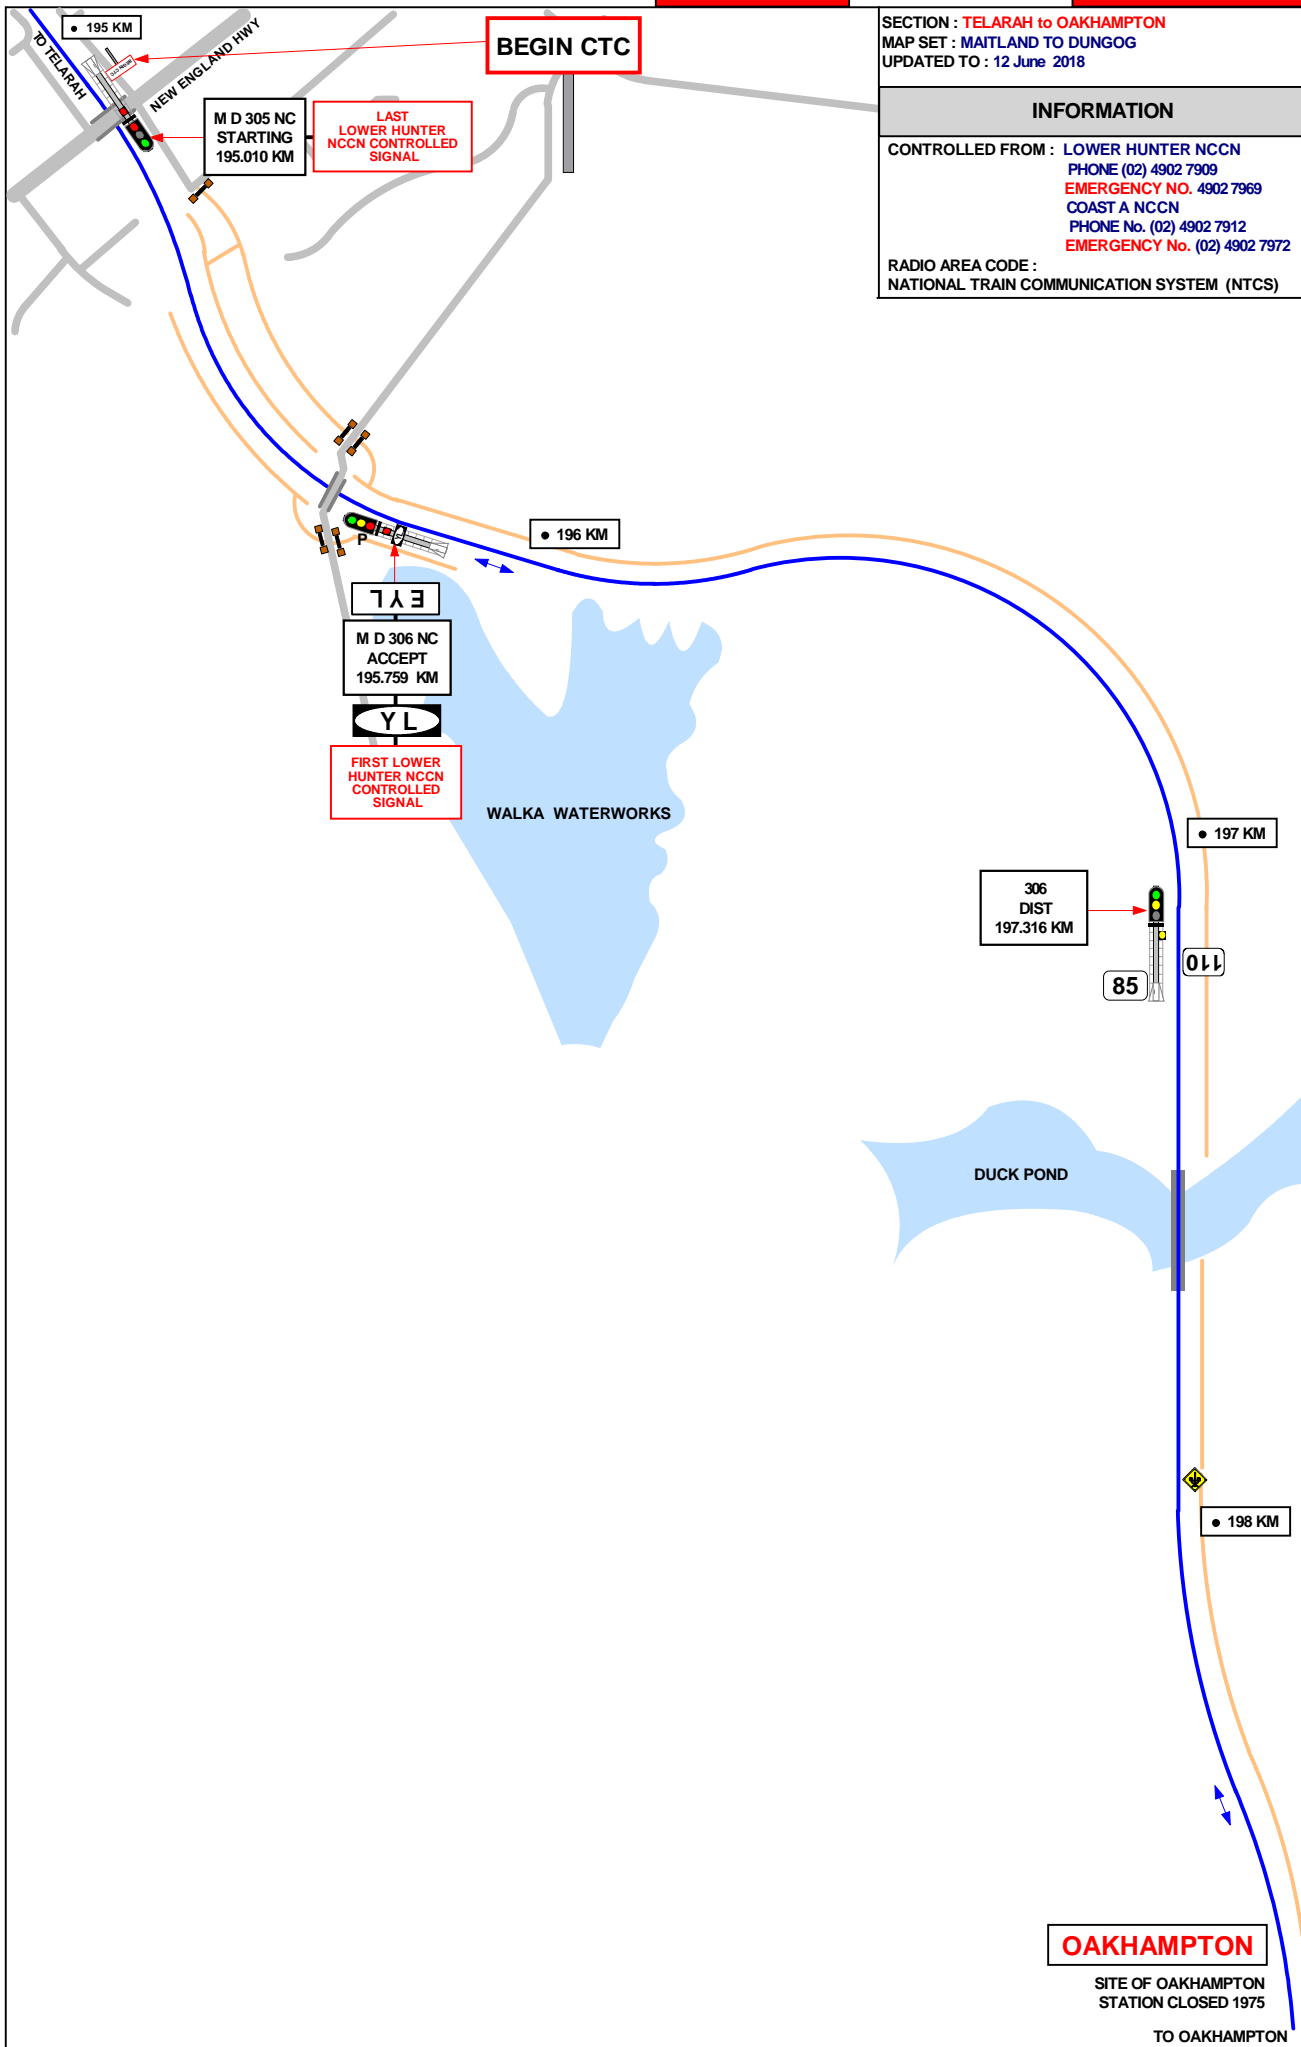 195 KM
TO TELARAH
NEW ENGLAND HWY
BEGIN CTC
BEGIN CTC
M D 305 NC
STARTING
195.010 KM
LAST
LOWER HUNTER
NCCN CONTROLLED
SIGNAL
SECTION : TELARAH to OAKHAMPTON
MAP SET : MAITLAND TO DUNGOG
UPDATED TO : 12 June 2018
INFORMATION
CONTROLLED FROM : LOWER HUNTER NCCN
PHONE (02) 4902 7909
EMERGENCY NO. 4902 7969
COAST A NCCN
PHONE No. (02) 4902 7912
EMERGENCY No. (02) 4902 7972
RADIO AREA CODE :
NATIONAL TRAIN COMMUNICATION SYSTEM (NTCS)
196 KM
P
EYL
M D 306 NC
ACCEPT
195.759 KM
Y L
FIRST LOWER
HUNTER NCCN
CONTROLLED
SIGNAL
WALKA WATERWORKS
197 KM
306
DIST
197.316 KM
110
85
DUCK POND
198 KM
OAKHAMPTON
SITE OF OAKHAMPTON
STATION CLOSED 1975
TO OAKHAMPTON